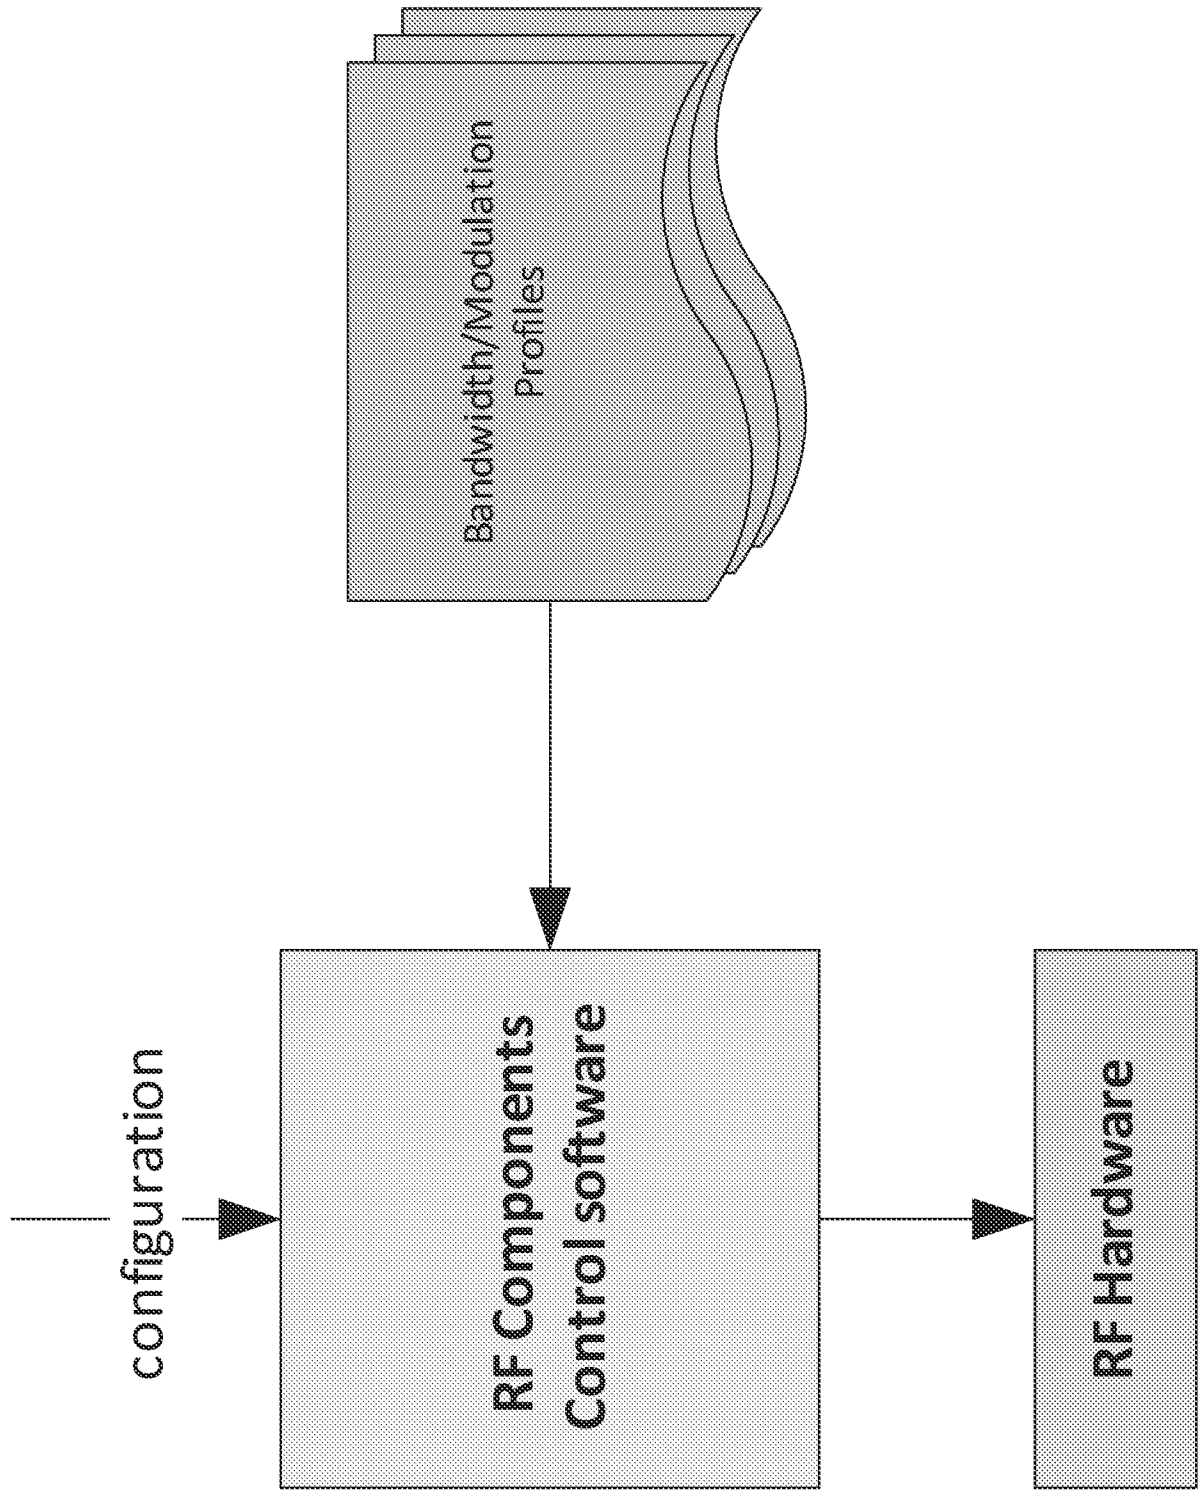 configuration
RF Components
Control software
Bandwidth/Modulation
Profiles
RF Hardware